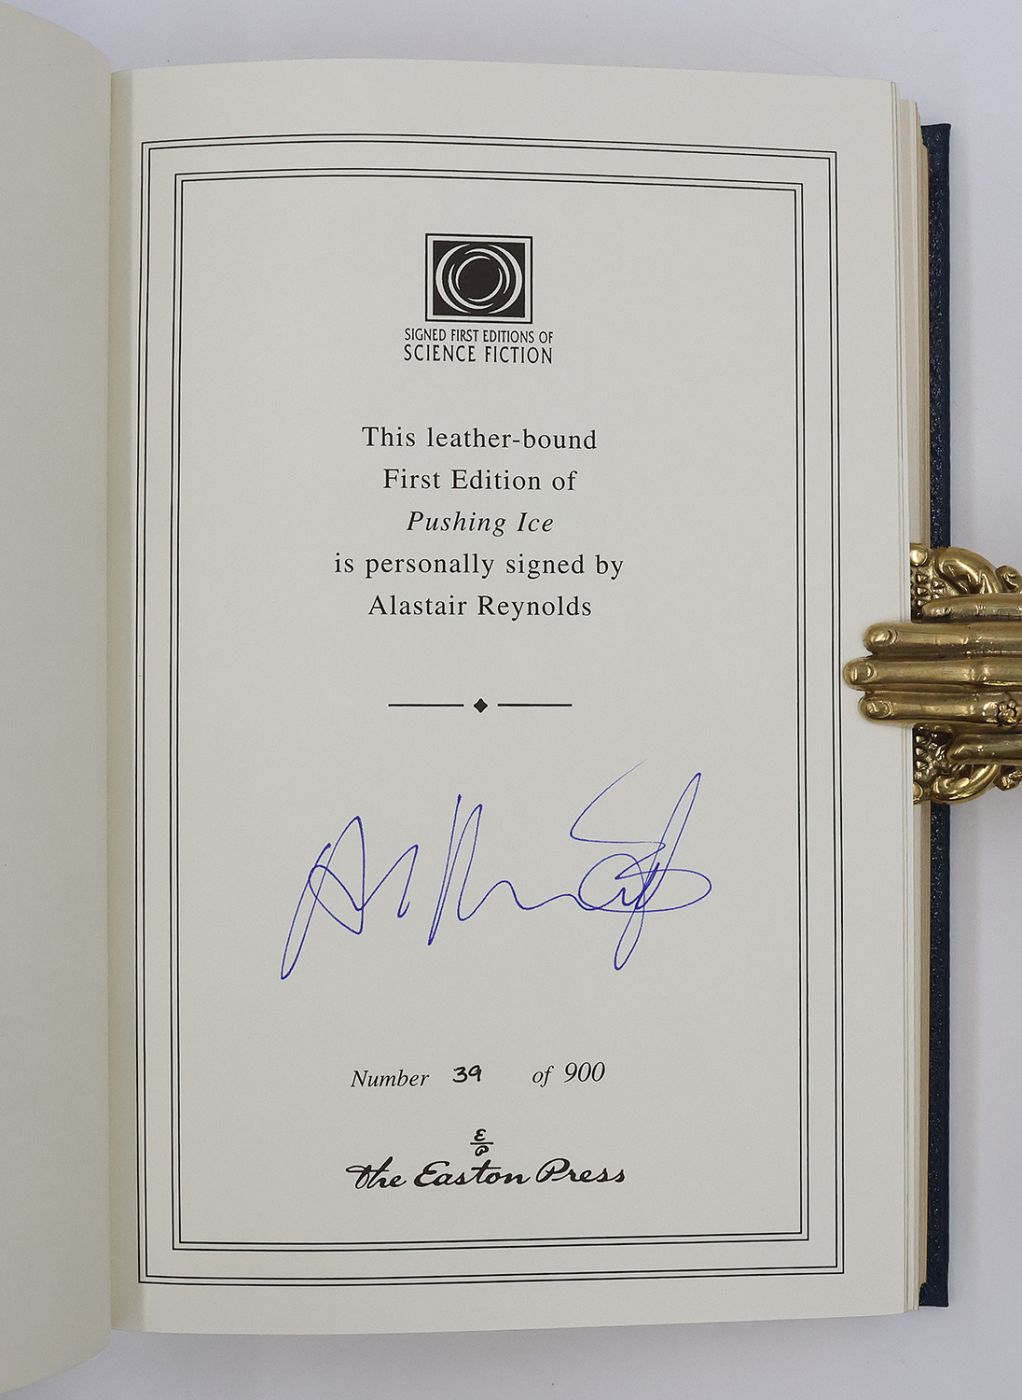 SIGNED FIRST EDITIONS OF
SCIENCE FICTION
This leather-bound
First Edition of
Pushing Ice
is personally signed by
Alastair Reynolds
Number 39 of 900
E
P
The Easton Press